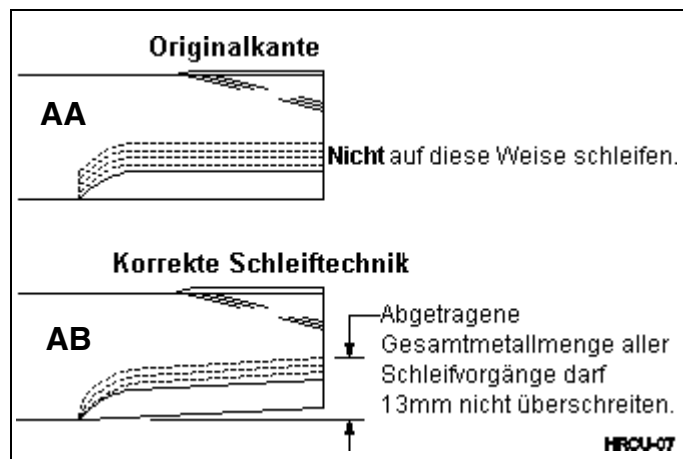 Originalkante
AA
Nicht auf diese Weise schleifen.
Korrekte Schleiftechnik
AB
Abgetragene
Gesamtmetallmenge aller
Schleifvorgänge darf
13mm nicht überschreiten.
HRCU-07